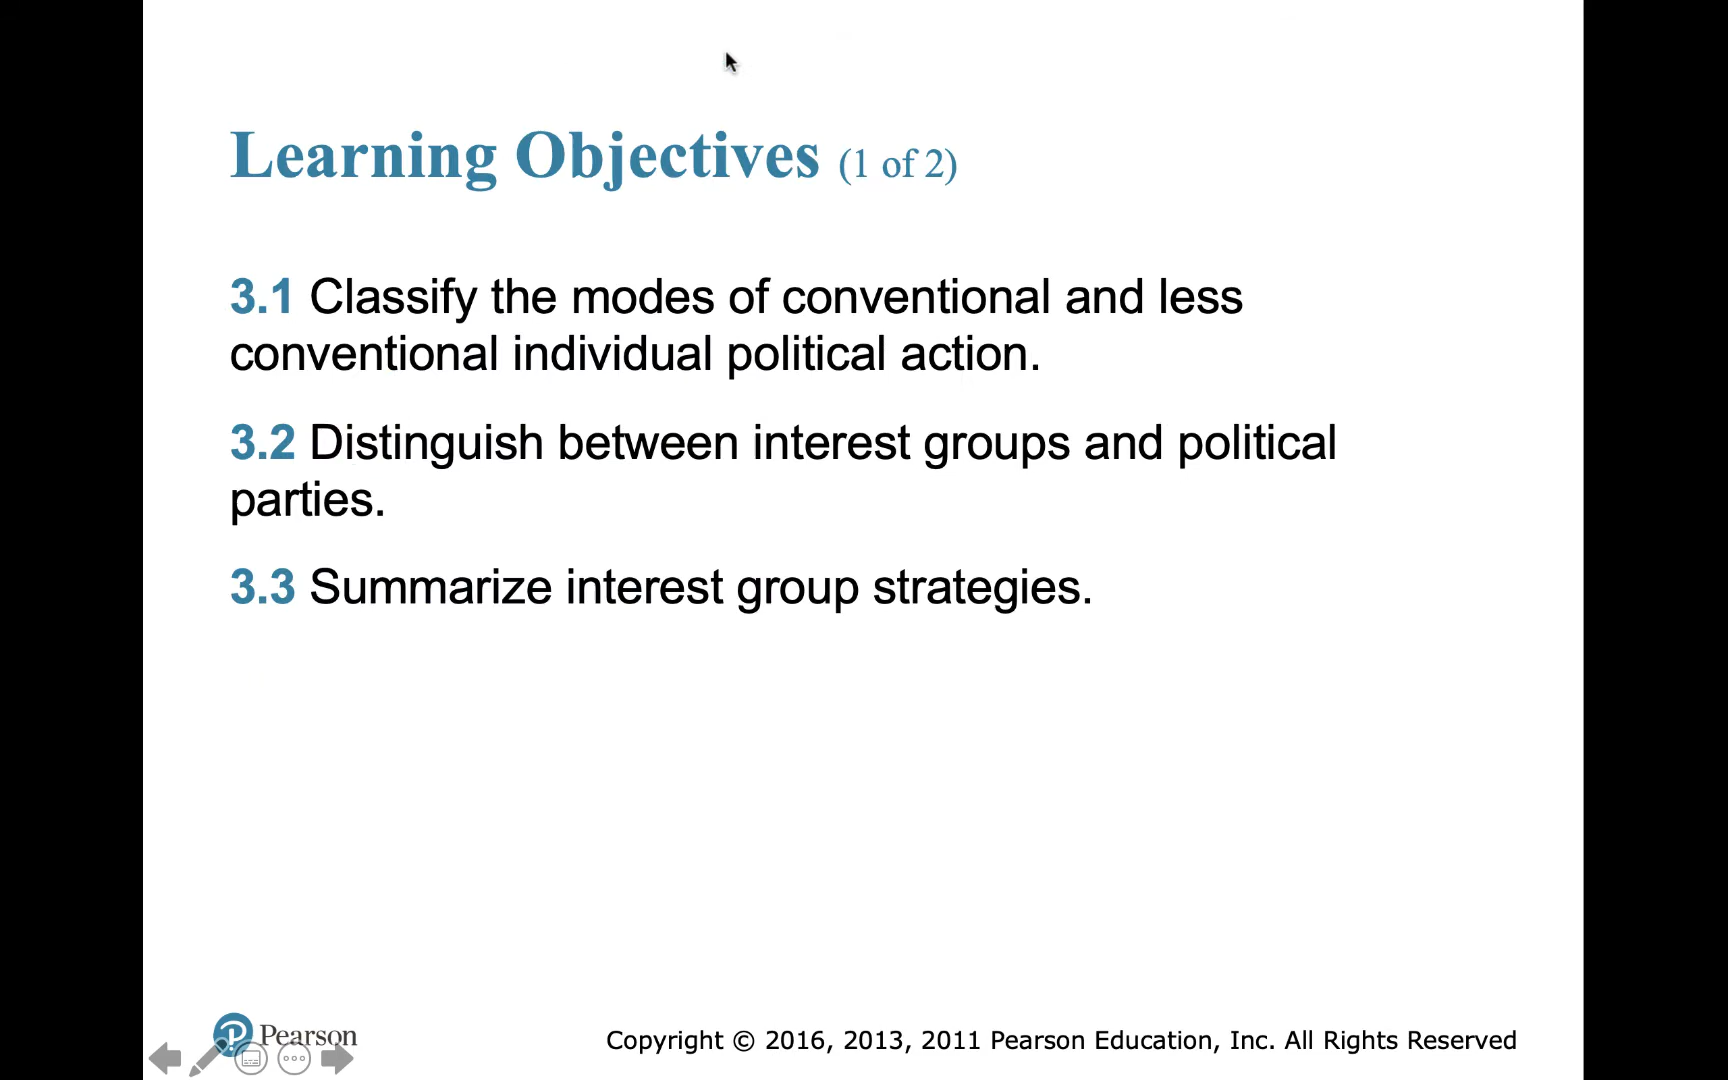 Learning Objectives (1 of 2)
3.1 Classify the modes of conventional and less
conventional individual political action.
3.2 Distinguish between interest groups and political
parties.
3.3 Summarize interest group strategies.
Pearson
Copyright © 2016, 2013, 2011 Pearson Education, Inc. All Rights Reserved